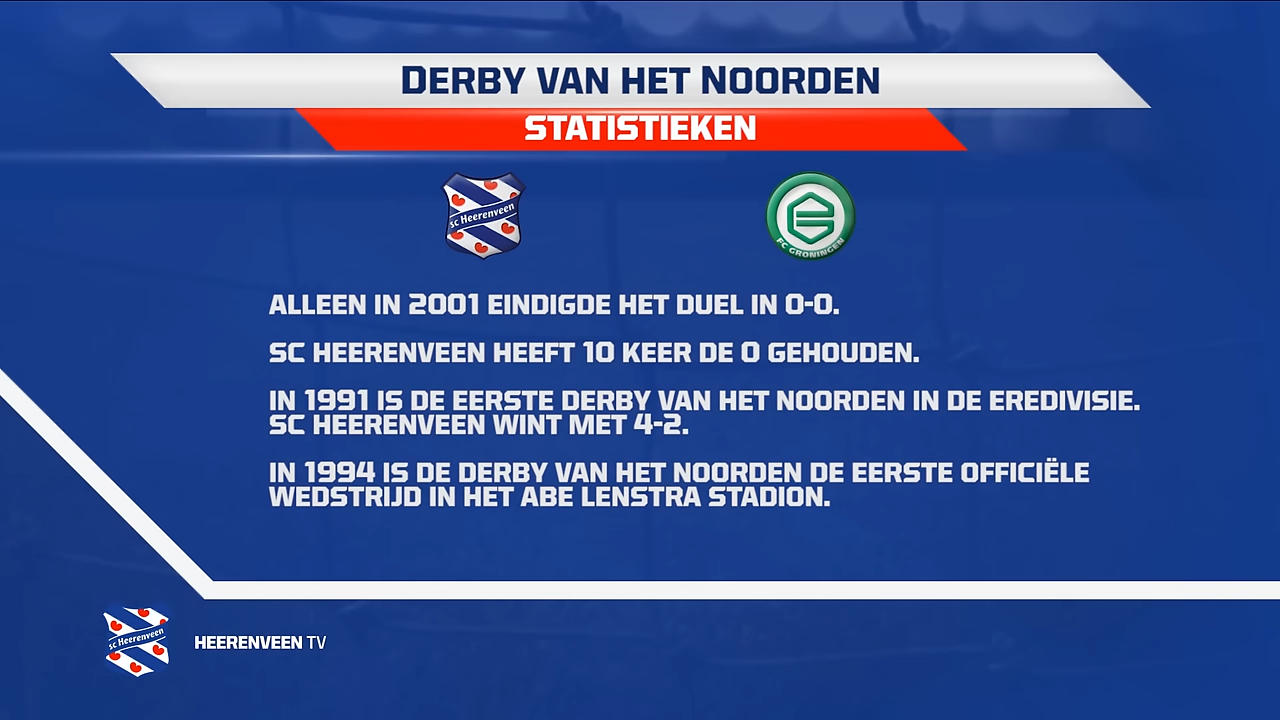 DERBY VAN HET NOORDEN
STATISTIEKEN
sc Heerenveen
FC GRONINGEN
ALLEEN IN 2001 EINDIGDE HET DUEL IN 0-0.
SC HEERENVEEN HEEFT 10 KEER DE 0 GEHOUDEN.
IN 1991 IS DE EERSTE DERBY VAN HET NOORDEN IN DE EREDIVISIE.
SC HEERENVEEN WINT MET 4-2.
IN 1994 IS DE DERBY VAN HET NOORDEN DE EERSTE OFFICIËLE
WEDSTRIJD IN HET ABE LENSTRA STADION.
sc Heerenveen
HEERENVEEN TV